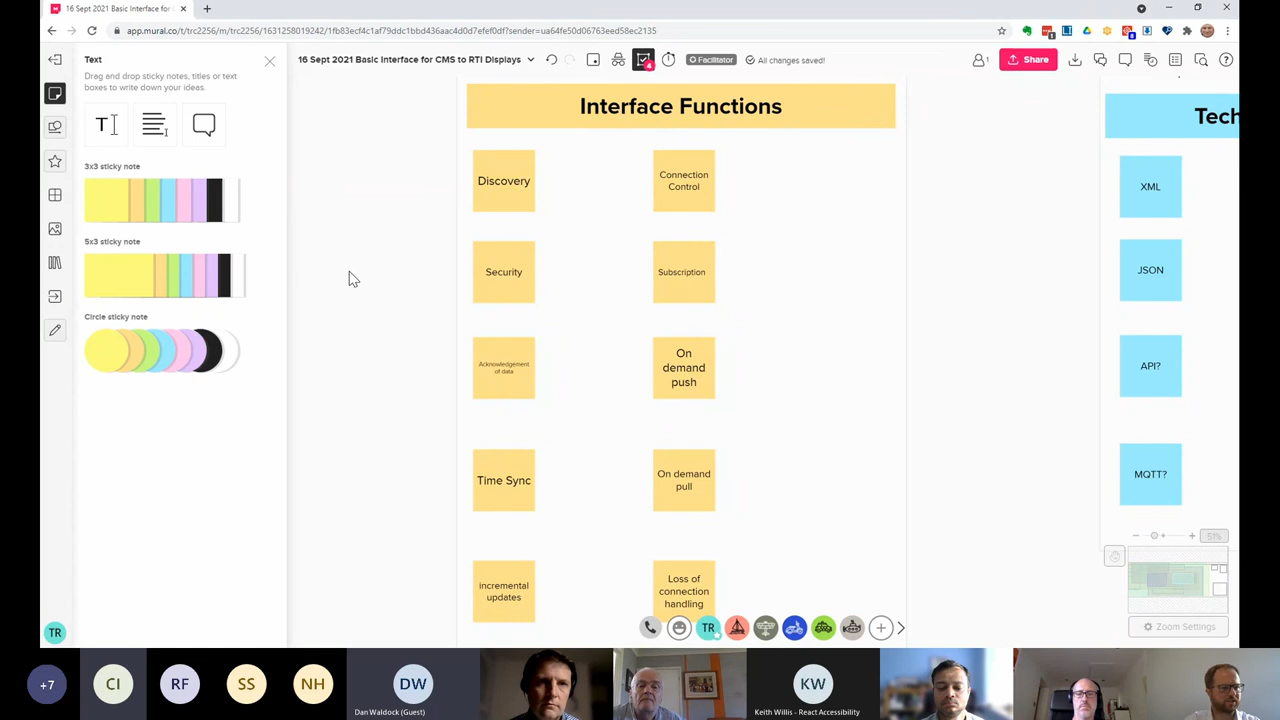 16 Sept 2021 Basic Interface for C
app.mural.co/t/trc2256/m/trc2256/1631258019242/1fb83ecf4c1af79ddc1bbd436aac4d0d7efef0df?sender=ua64fe50d06763eed58ec2135
16 Sept 2021 Basic Interface for CMS to RTI Displays
4
Facilitator
All changes saved!
1
Share
Text
Drag and drop sticky notes, titles or text
boxes to write down your ideas.
T
3x3 sticky note
5x3 sticky note
Circle sticky note
Interface Functions
Discovery
Connection
Control
Security
Subscription
Acknowledgement
of data
On
demand
push
Time Sync
On demand
pull
incremental
updates
Loss of
connection
handling
Tech
XML
JSON
API?
MQTT?
51%
Zoom Settings
TR
TR
+7
CI
RF
SS
NH
DW
Dan Waldock (Guest)
KW
Keith Willis - React Accessibility